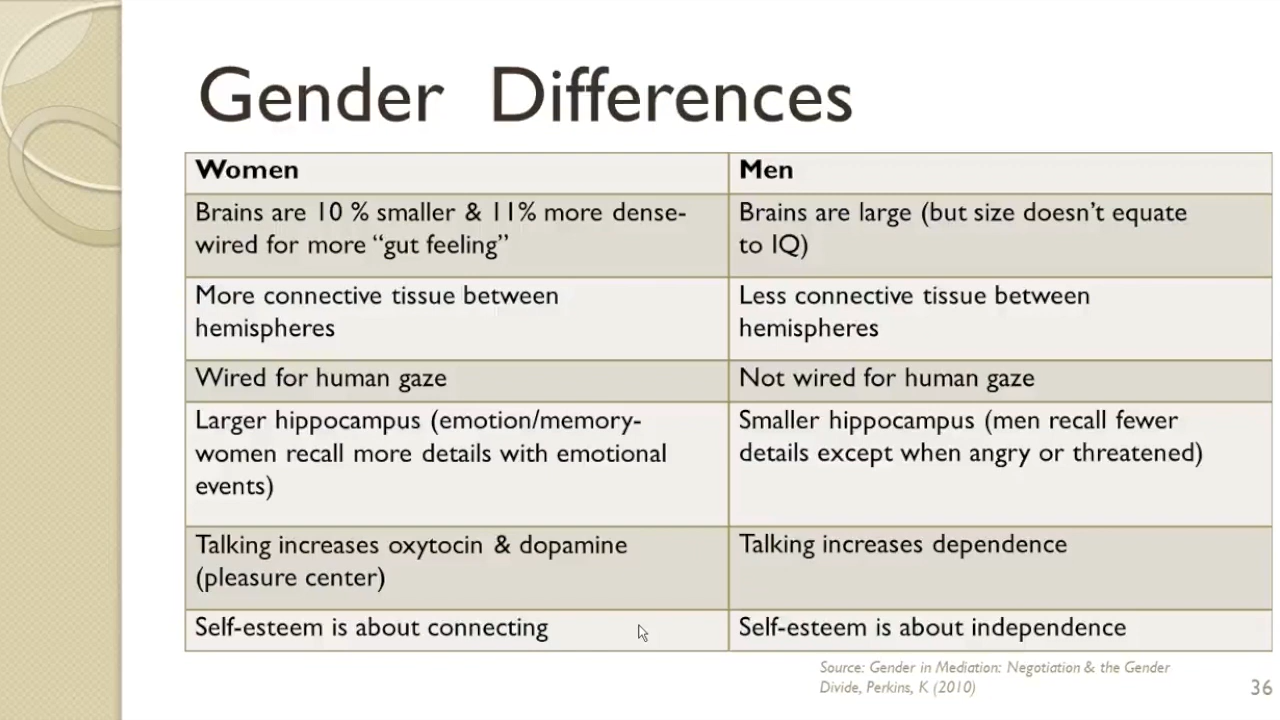 Gender Differences
Women
Men
Brains are 10 % smaller & 11% more dense-
wired for more “gut feeling”
Brains are large (but size doesn’t equate
to IQ)
More connective tissue between
hemispheres
Less connective tissue between
hemispheres
Wired for human gaze
Not wired for human gaze
Larger hippocampus (emotion/memory-
women recall more details with emotional
events)
Smaller hippocampus (men recall fewer
details except when angry or threatened)
Talking increases oxytocin & dopamine
(pleasure center)
Talking increases dependence
Self-esteem is about connecting
Self-esteem is about independence
Source: Gender in Mediation: Negotiation & the Gender
Divide, Perkins, K (2010)
36